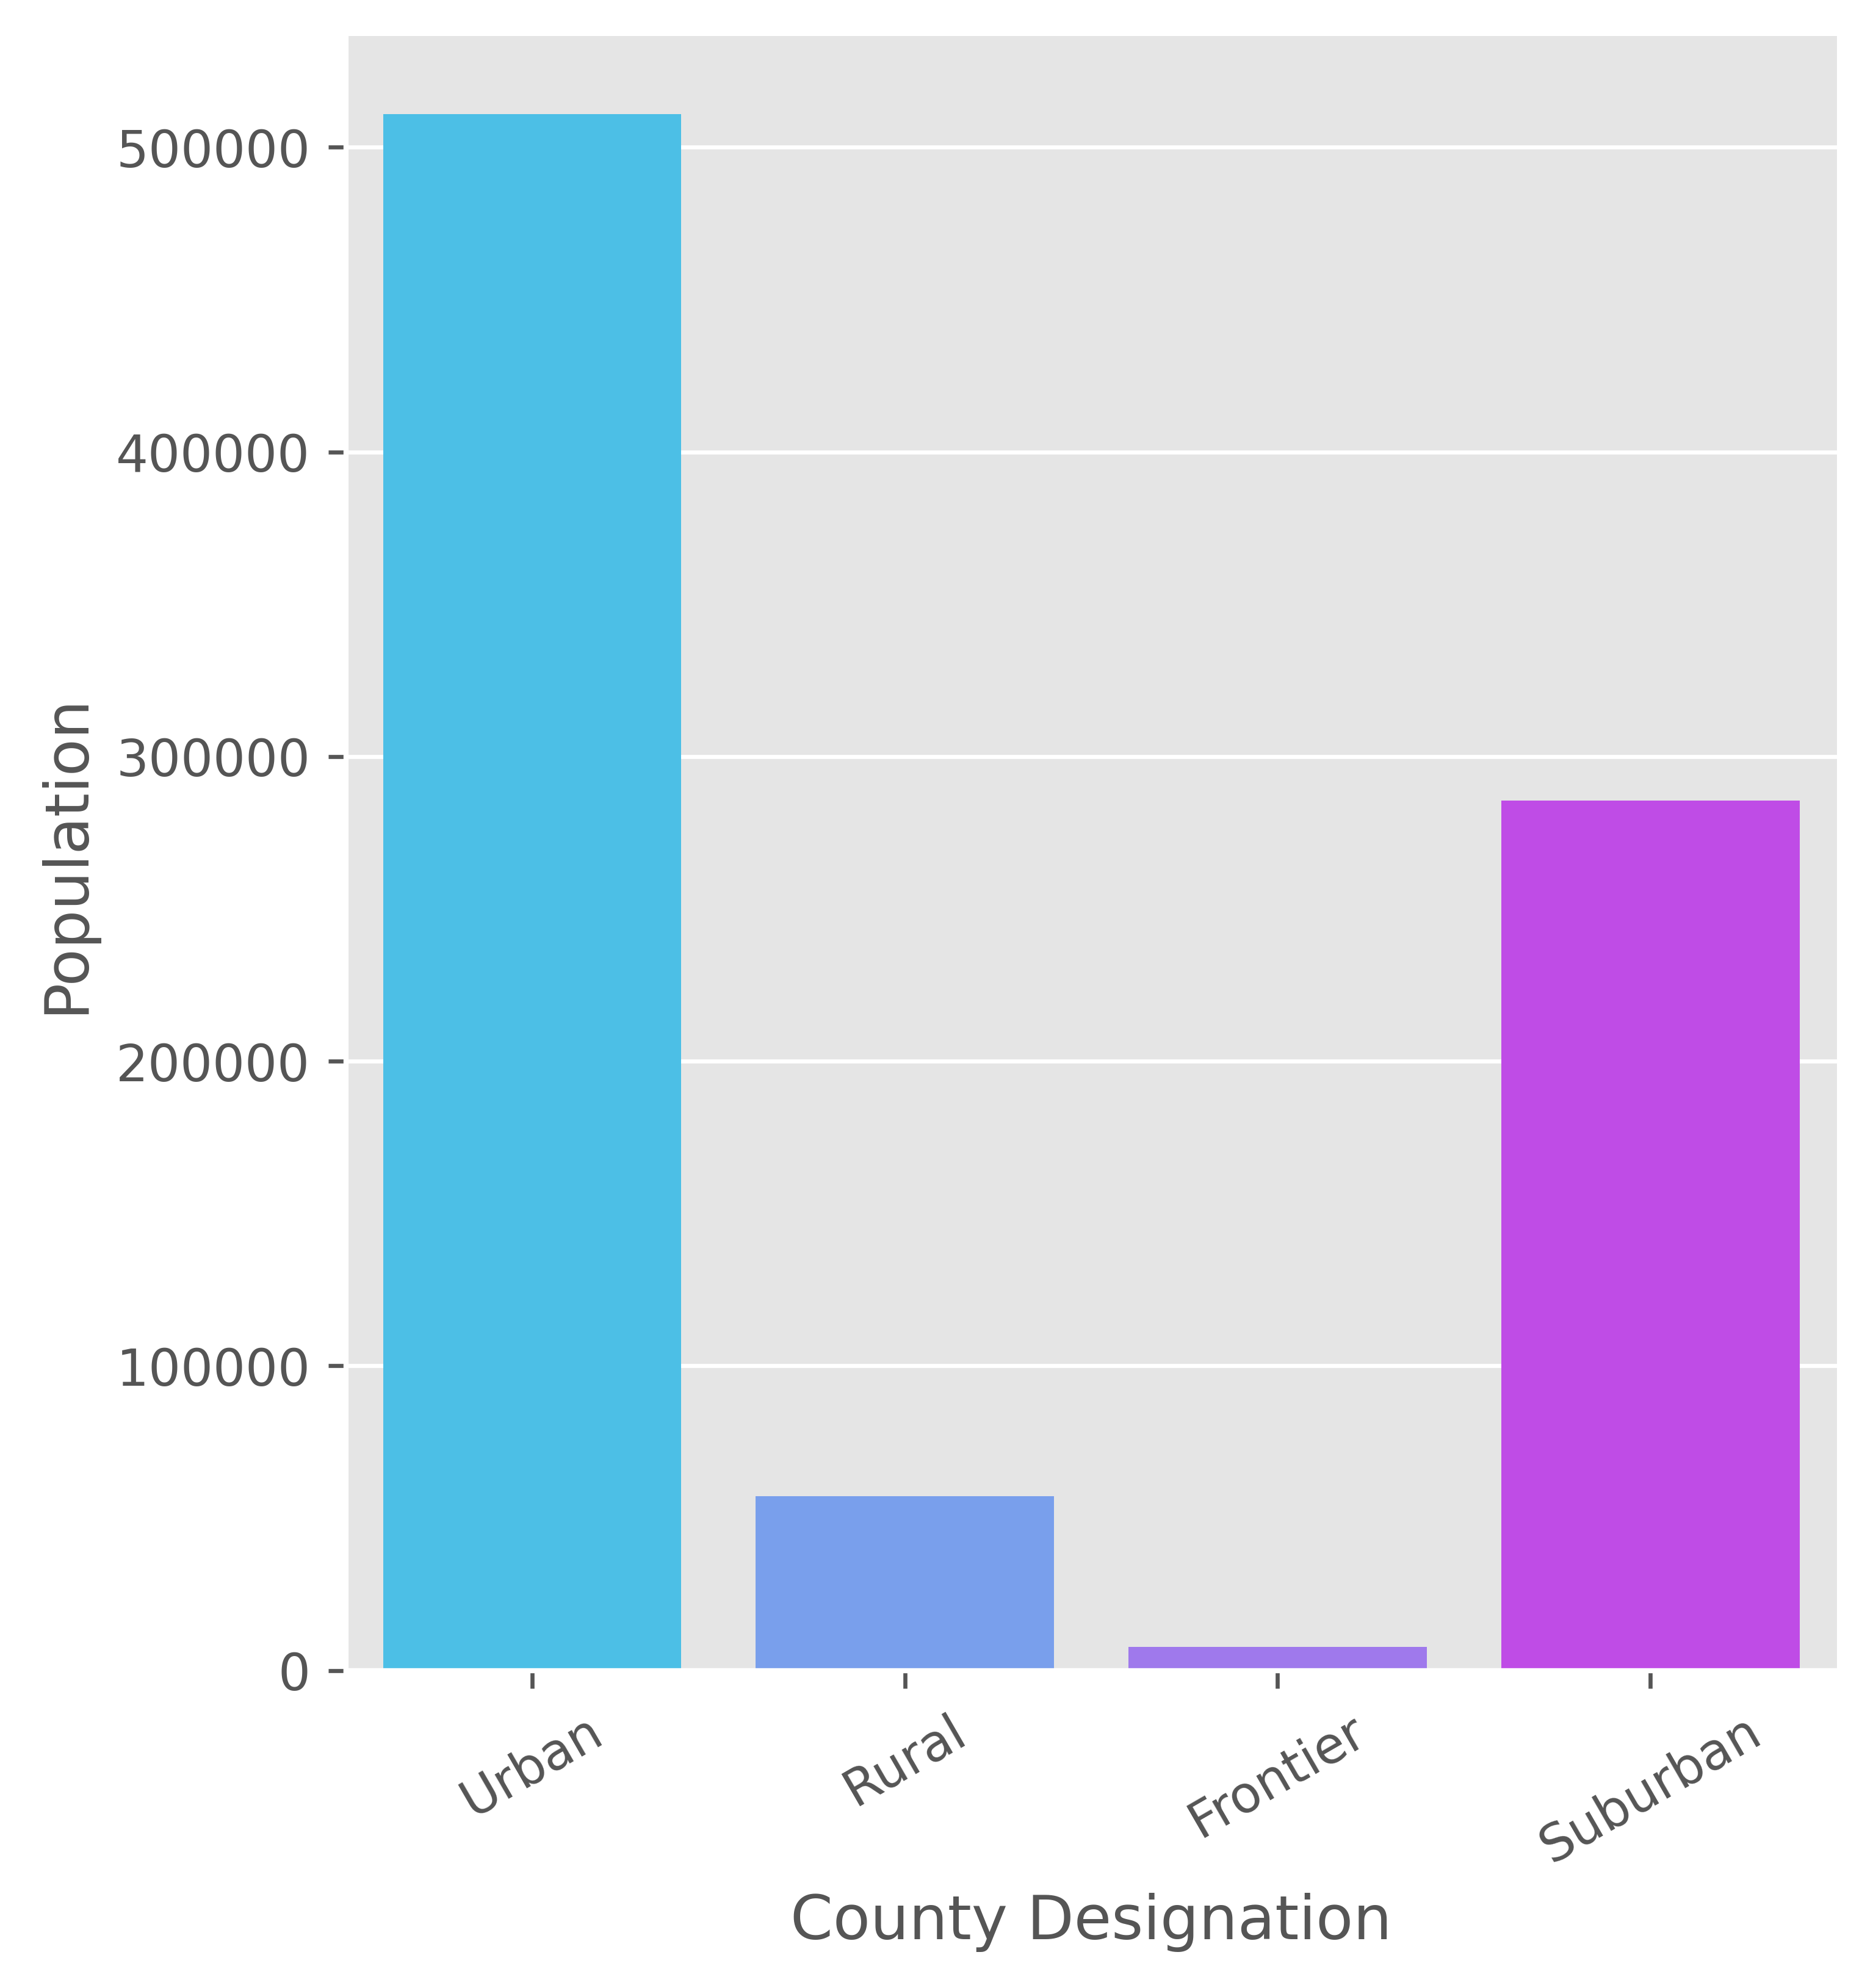 Population
500000
400000
300000
200000
100000
0
Urban
Rural
Frontier
Suburban
County Designation